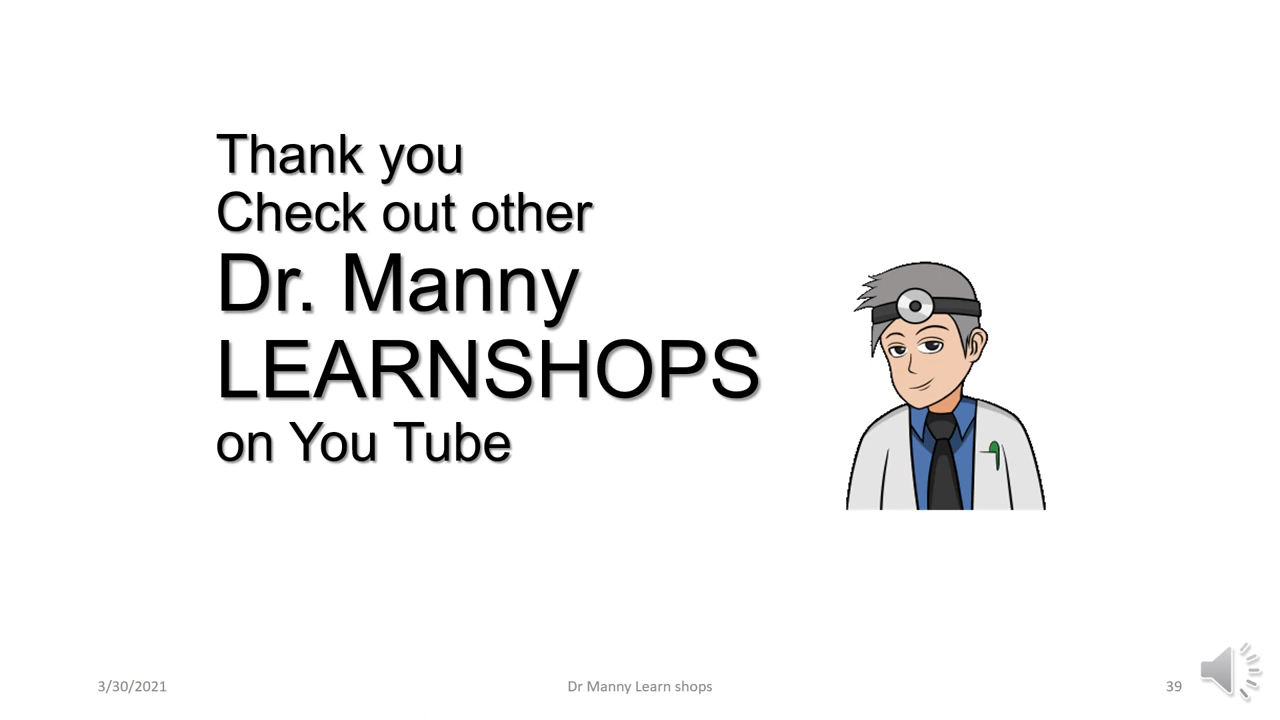 Thank you
Check out other
Dr. Manny
LEARNSHOPS
on You Tube
3/30/2021
Dr Manny Learn shops
39